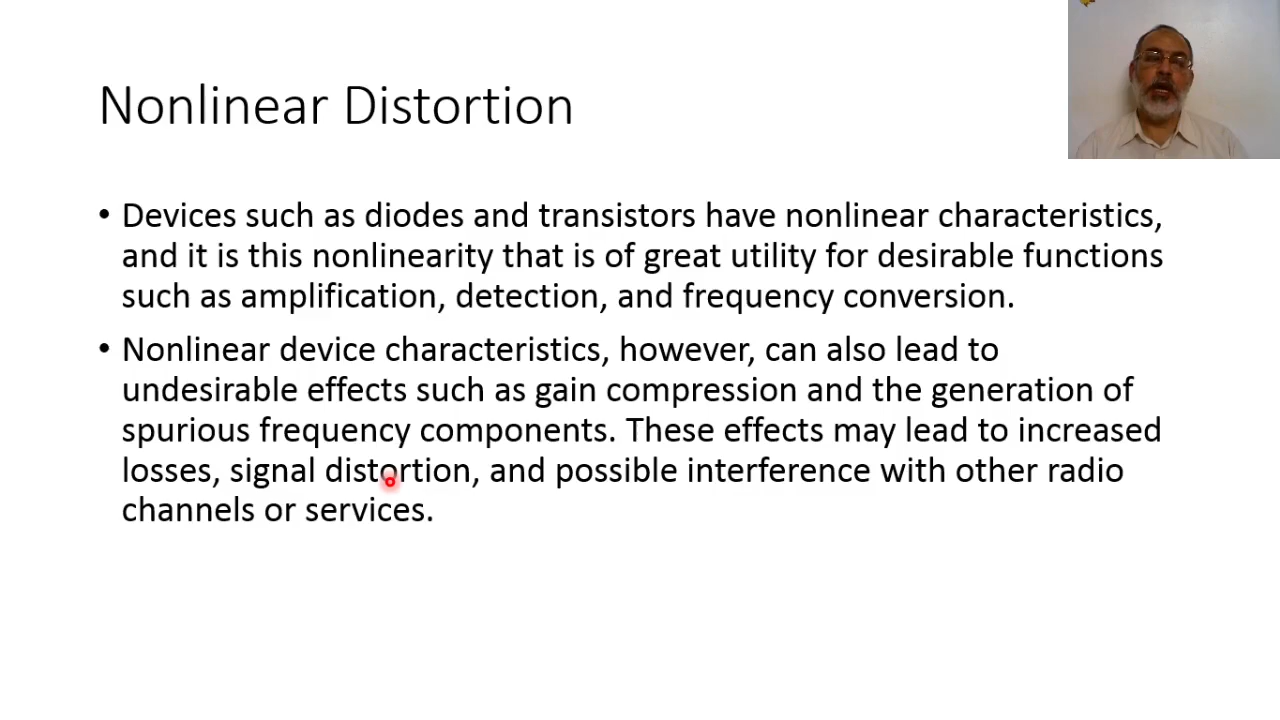 Nonlinear Distortion
• Devices such as diodes and transistors have nonlinear characteristics,
and it is this nonlinearity that is of great utility for desirable functions
such as amplification, detection, and frequency conversion.
• Nonlinear device characteristics, however, can also lead to
undesirable effects such as gain compression and the generation of
spurious frequency components. These effects may lead to increased
losses, signal distortion, and possible interference with other radio
channels or services.